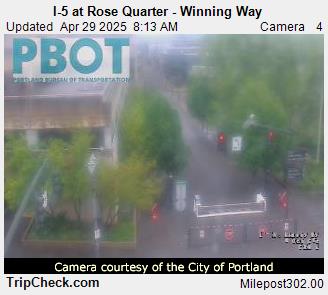 I-5 at Rose Quarter - Winning Way
Updated Apr 29 2025 8:13 AM Camera 4
PBOT
PORTLAND BUREAU OF TRANSPORTATION
Camera courtesy of the City of Portland
TripCheck.com Milepost302.00